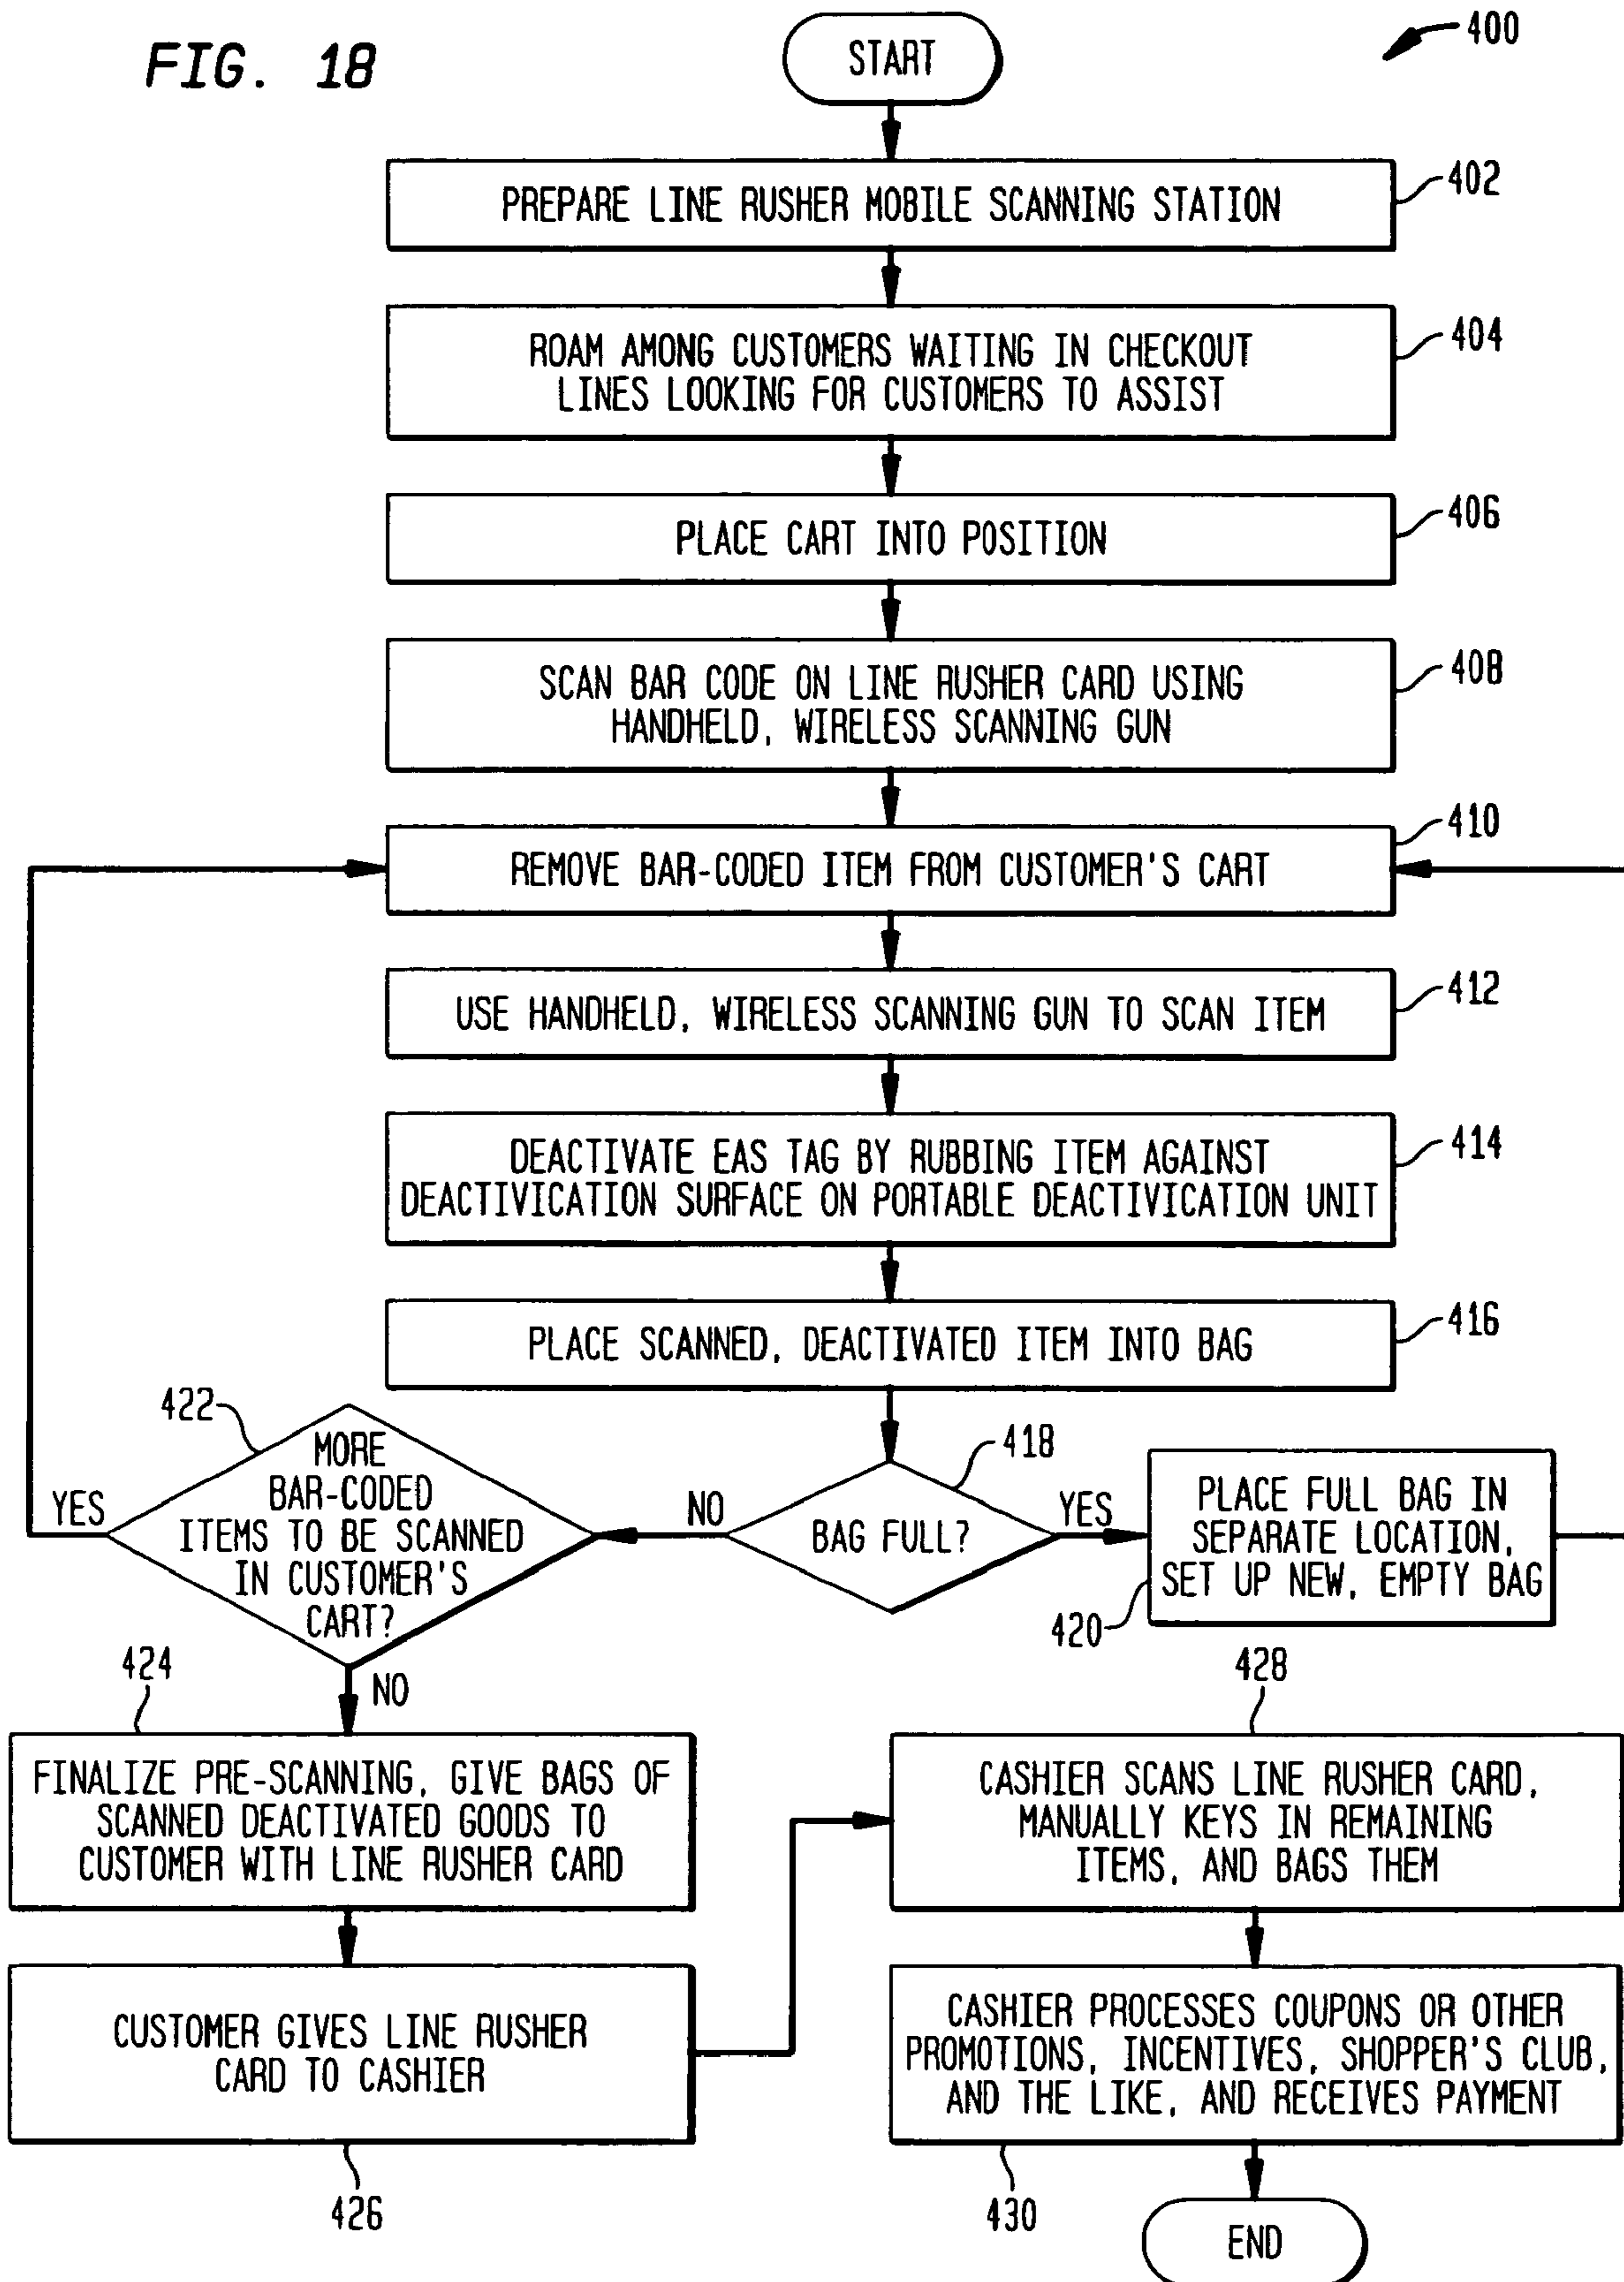 FIG. 18
START
400
PREPARE LINE RUSHER MOBILE SCANNING STATION
402
ROAM AMONG CUSTOMERS WAITING IN CHECKOUT
LINES LOOKING FOR CUSTOMERS TO ASSIST
404
PLACE CART INTO POSITION
406
SCAN BAR CODE ON LINE RUSHER CARD USING
HANDHELD, WIRELESS SCANNING GUN
408
REMOVE BAR-CODED ITEM FROM CUSTOMER'S CART
410
USE HANDHELD, WIRELESS SCANNING GUN TO SCAN ITEM
412
DEACTIVATE EAS TAG BY RUBBING ITEM AGAINST
DEACTIVICATION SURFACE ON PORTABLE DEACTIVICATION UNIT
414
PLACE SCANNED, DEACTIVATED ITEM INTO BAG
416
BAG FULL?
418
YES
PLACE FULL BAG IN
SEPARATE LOCATION,
SET UP NEW, EMPTY BAG
420
NO
422
MORE
BAR-CODED
ITEMS TO BE SCANNED
IN CUSTOMER'S
CART?
YES
NO
424
FINALIZE PRE-SCANNING, GIVE BAGS OF
SCANNED DEACTIVATED GOODS TO
CUSTOMER WITH LINE RUSHER CARD
CUSTOMER GIVES LINE RUSHER
CARD TO CASHIER
426
428
CASHIER SCANS LINE RUSHER CARD,
MANUALLY KEYS IN REMAINING
ITEMS, AND BAGS THEM
CASHIER PROCESSES COUPONS OR OTHER
PROMOTIONS, INCENTIVES, SHOPPER'S CLUB,
AND THE LIKE, AND RECEIVES PAYMENT
430
END